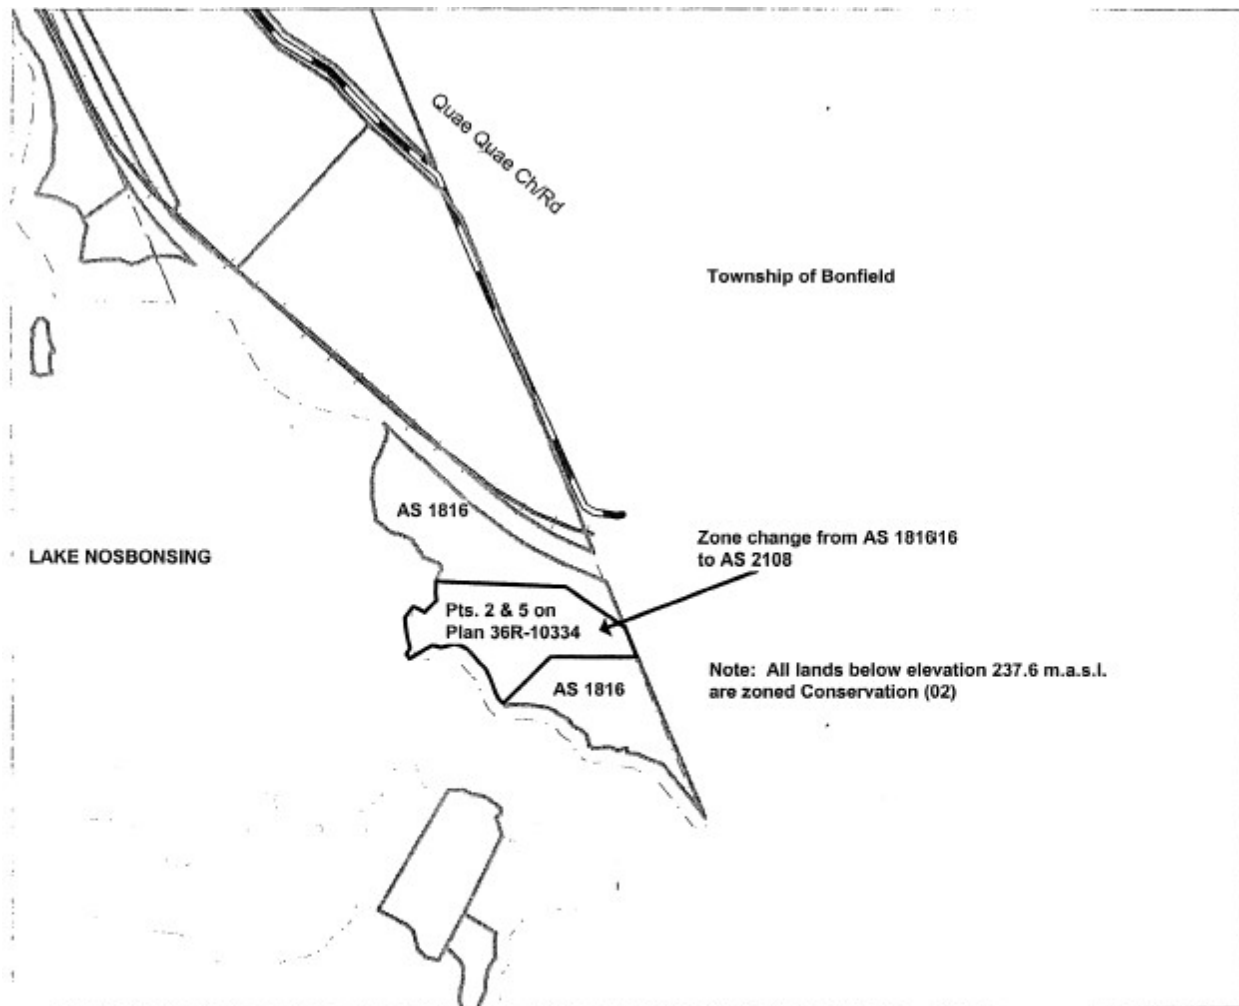 Quae Quae Ch/Rd
Township of Bonfield
AS 1816
LAKE NOSBONSING
Zone change from AS 181616
to AS 2108
Pts. 2 & 5 on
Plan 36R-10334
AS 1816
Note: All lands below elevation 237.6 m.a.s.l.
are zoned Conservation (02)